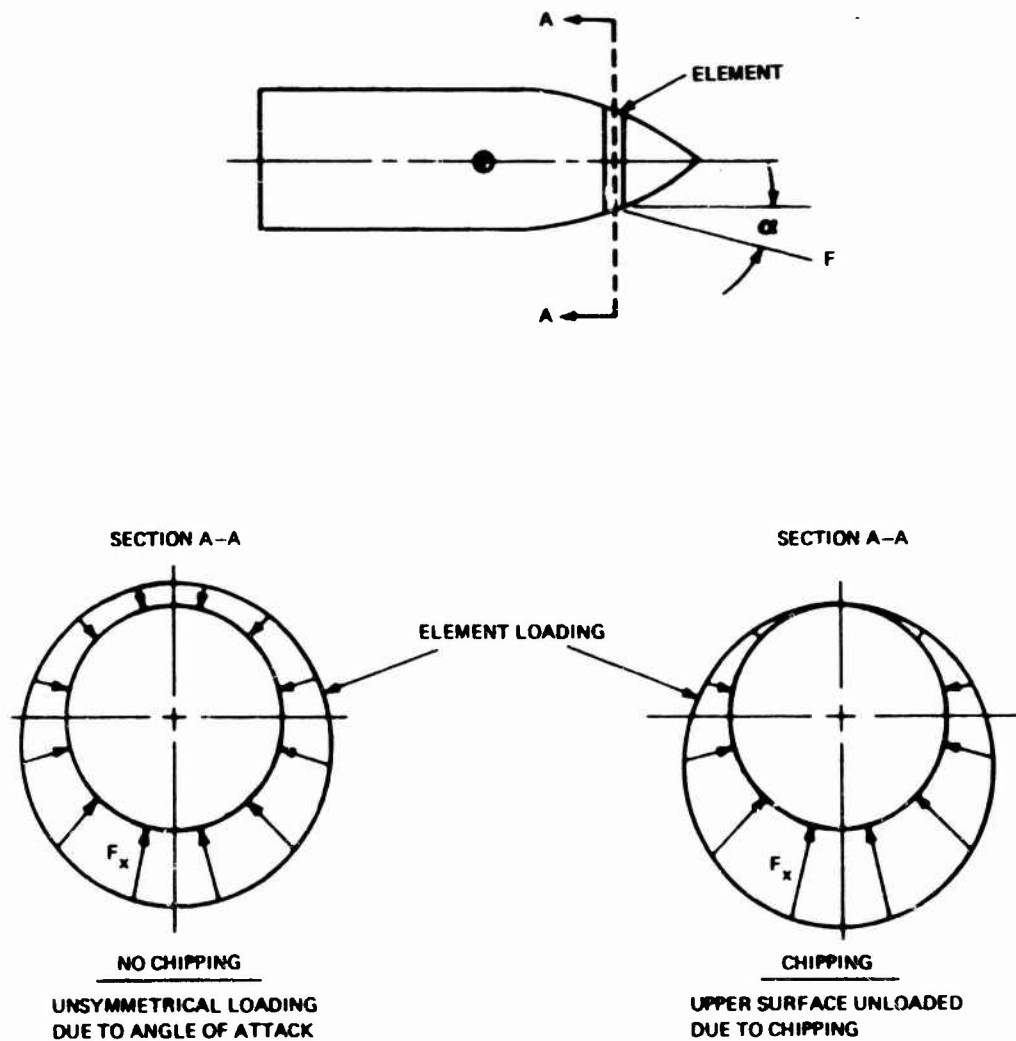 A
ELEMENT
α
F
A
SECTION A-A
SECTION A-A
ELEMENT LOADING
Fx
Fx
NO CHIPPING
CHIPPING
UNSYMMETRICAL LOADING
DUE TO ANGLE OF ATTACK
UPPER SURFACE UNLOADED
DUE TO CHIPPING